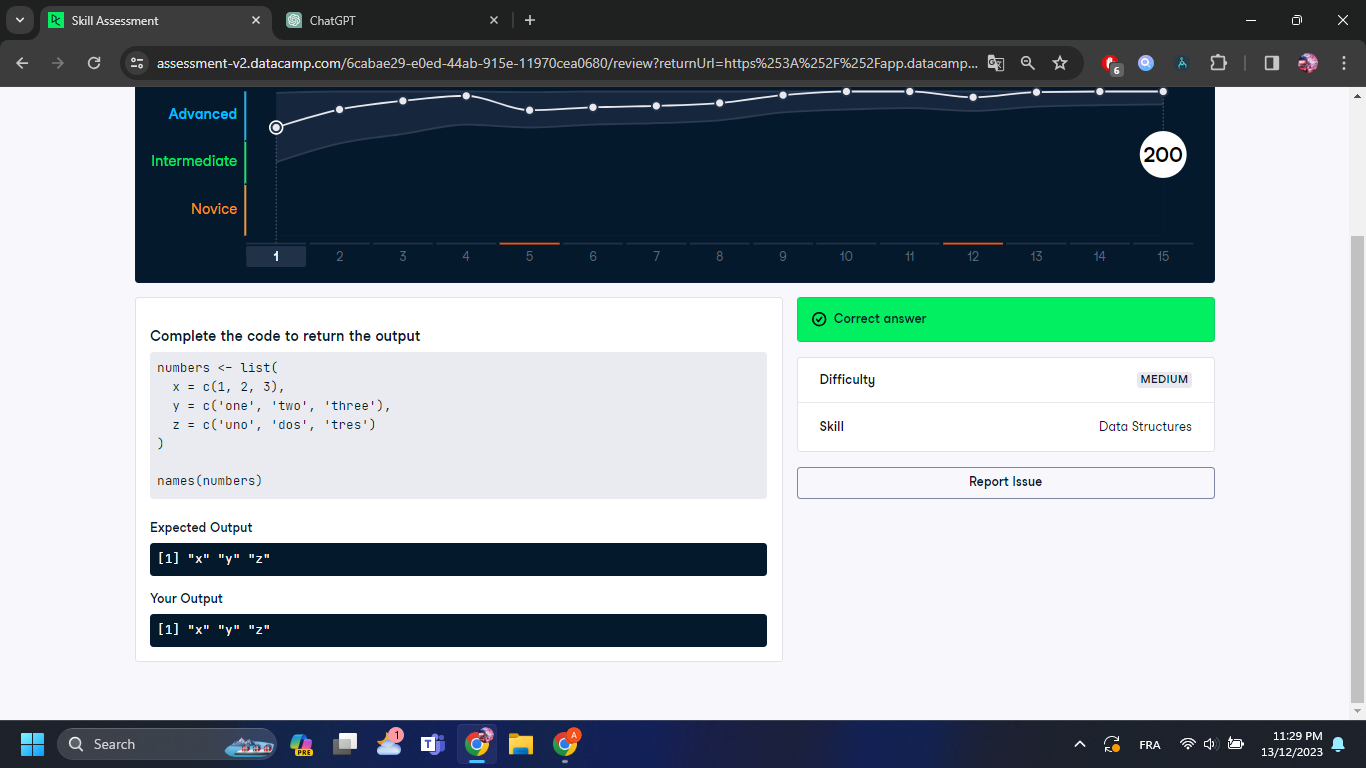 Skill Assessment
ChatGPT
assessment-v2.datacamp.com/6cabae29-e0ed-44ab-915e-11970cea0680/review?returnUrl=https%253A%252F%252Fapp.datacamp...
6
Advanced
Intermediate
Novice
200
1 2 3 4 5 6 7 8 9 10 11 12 13 14 15
Complete the code to return the output
numbers <- list(
  x = c(1, 2, 3),
  y = c('one', 'two', 'three'),
  z = c('uno', 'dos', 'tres')
)
names(numbers)
Expected Output
[1] "x" "y" "z"
Your Output
[1] "x" "y" "z"
Correct answer
Difficulty MEDIUM
Skill Data Structures
Report Issue
Search
PRE
1
A
FRA
11:29 PM
13/12/2023